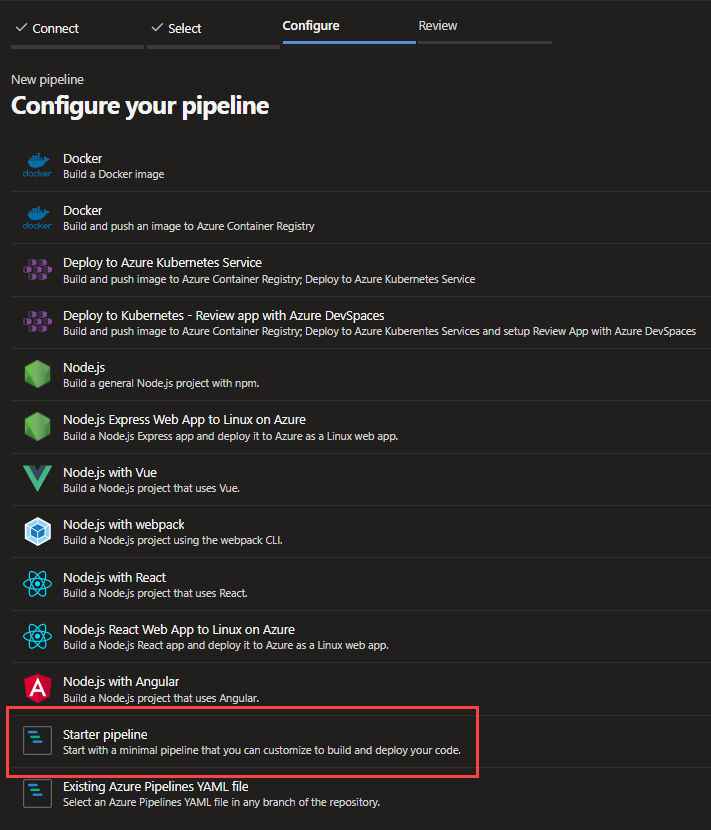 Connect
Select
Configure
Review
New pipeline
Configure your pipeline
docker
Docker
Build a Docker image
docker
Docker
Build and push an image to Azure Container Registry
Deploy to Azure Kubernetes Service
Build and push image to Azure Container Registry; Deploy to Azure Kubernetes Service
Deploy to Kubernetes - Review app with Azure DevSpaces
Build and push image to Azure Container Registry; Deploy to Azure Kuberentes Services and setup Review App with Azure DevSpaces
Node.js
Build a general Node.js project with npm.
Node.js Express Web App to Linux on Azure
Build a Node.js Express app and deploy it to Azure as a Linux web app.
Node.js with Vue
Build a Node.js project that uses Vue.
Node.js with webpack
Build a Node.js project using the webpack CLI.
Node.js with React
Build a Node.js project that uses React.
Node.js React Web App to Linux on Azure
Build a Node.js React app and deploy it to Azure as a Linux web app.
A
Node.js with Angular
Build a Node.js project that uses Angular.
Starter pipeline
Start with a minimal pipeline that you can customize to build and deploy your code.
Existing Azure Pipelines YAML file
Select an Azure Pipelines YAML file in any branch of the repository.